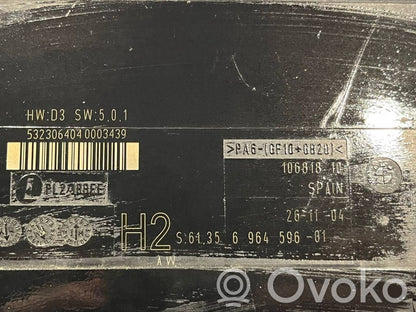 HW:D3 SW:5,0,1
532306404 0003439
>PA6-(GF10+GB20)<
106818 10
SPAIN
26-11-04
H2 S:61.35 6 964 596-01
OVOKO